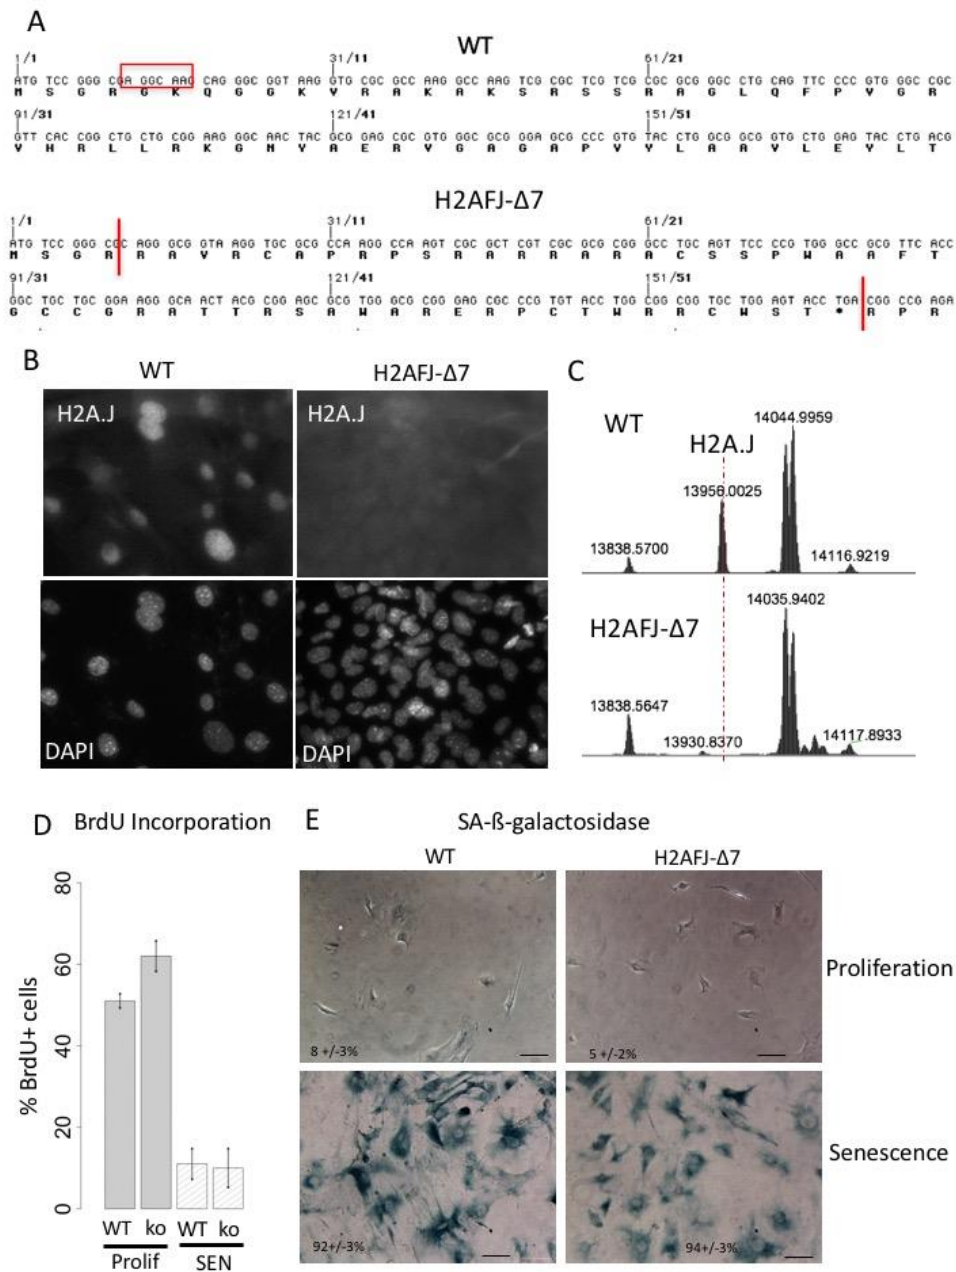 A
WT
1/1 31/11 61/21
ATG TCC GGG CGA GGC AAG CAG GGC GGT AAG GTG CGC GCC AAG GCC AAG TCG CGC TCG TCG CGC GCG GGC CTG CAG TTC CCC GTG GGC CGC
M S G R G K Q G G K V R A K A K S R S S R A G L Q F P V G R
91/31 121/41 151/51
GTT CAC CGG CTG CTG CGG AAG GGC AAC TAC GCG GAG CGC GTG GGC GCG GGA GCG CCC GTG TAC CTG GCG GCG GTG CTG GAG TAC CTG ACG
V H R L L R K G N Y A E R V G A G A P V Y L A A V L E Y L T
H2AFJ-Δ7
1/1 31/11 61/21
ATG TCC GGG CGC AGG GCG GTA AGG TGC GCG CCA AGG CCA AGT CGC GCT CGT CGC GCG CGG GCC TGC AGT TCC CCG TGG GCC GCG TTC ACC
M S G R R A V R C A P R P S R A R R A R A C S S P W A A F T
91/31 121/41 151/51
GGC TGC TGC GGA AGG GCA ACT ACG CGG AGC GCG TGG GCG CGG GAG CGC CCG TGT ACC TGG CGG CGG TGC TGG AGT ACC TGA CGG CCG AGA
G C C G R A T T R S A W A R E R P C T W R R C W S T * R P R
B
WT H2AFJ-Δ7
H2A.J H2A.J
DAPI DAPI
C
WT
H2A.J
14044.9959
13956.0025
13838.5700
14116.9219
H2AFJ-Δ7
14035.9402
13838.5647
13930.8370
14117.8933
D BrdU Incorporation
% BrdU+ cells
80
60
40
20
0
WT ko WT ko
Prolif SEN
E SA-ß-galactosidase
WT H2AFJ-Δ7
Proliferation
8 +/-3% 5 +/-2%
Senescence
92+/-3% 94+/-3%